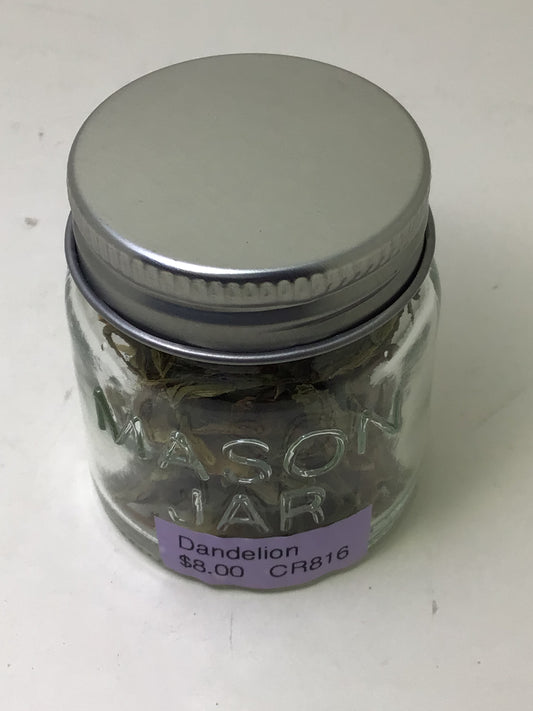 MASON
JAR
Dandelion
$8.00 CR816